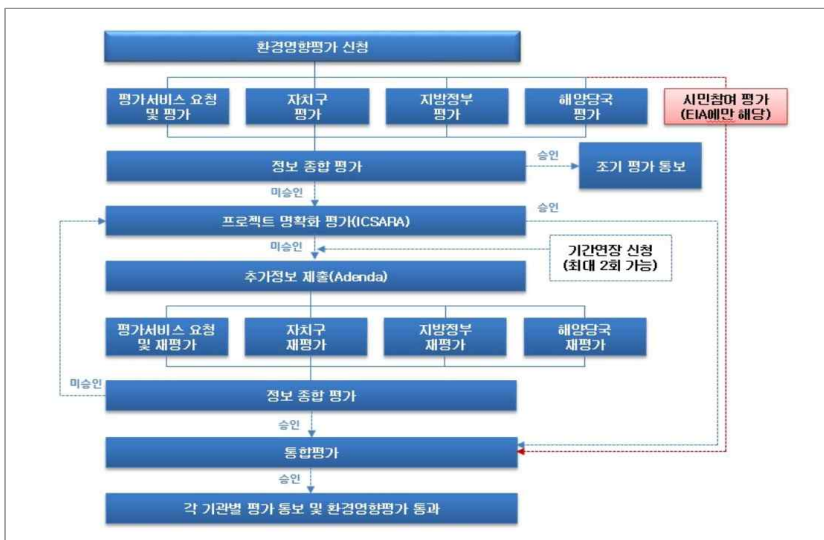 환경영향평가 신청
평가서비스 요청
및 평가
자치구
평가
지방정부
평가
해양당국
평가
시민참여 평가
(EIA에만 해당)
정보 종합 평가
승인
조기 평가 통보
미승인
프로젝트 명확화 평가(ICSARA)
승인
미승인
기간연장 신청
(최대 2회 가능)
추가정보 제출(Adenda)
평가서비스 요청
및 재평가
자치구
재평가
지방정부
재평가
해양당국
재평가
미승인
정보 종합 평가
승인
통합평가
승인
각 기관별 평가 통보 및 환경영향평가 통과